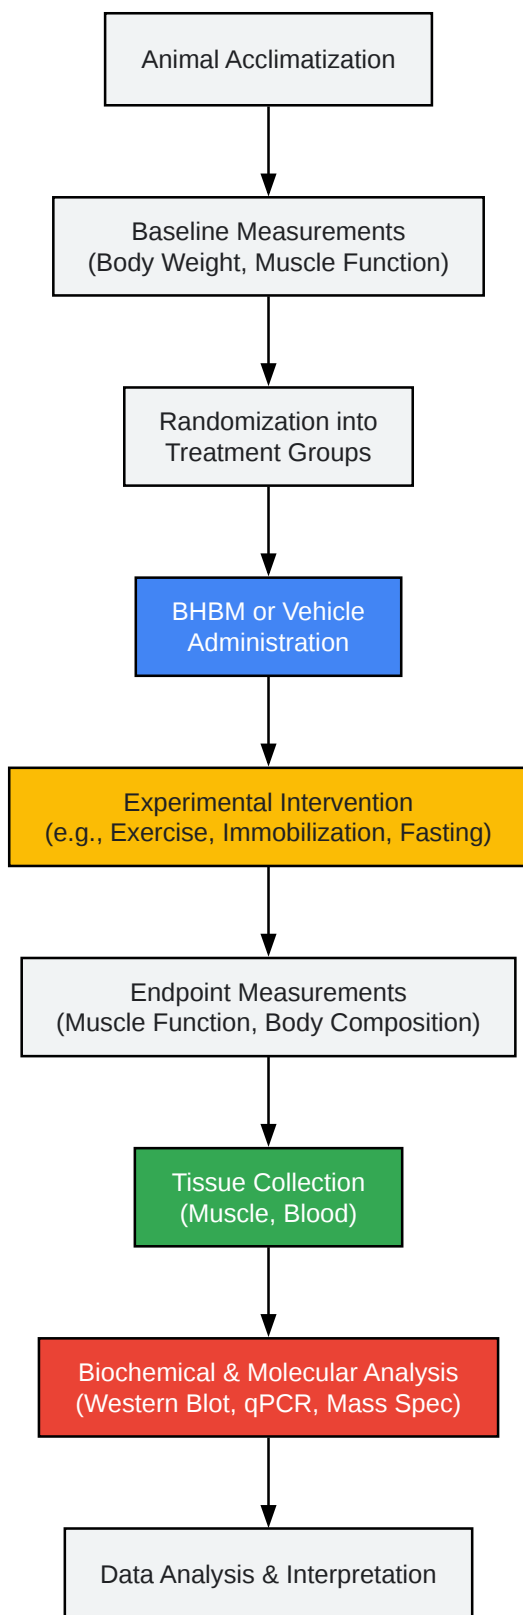 Animal Acclimatization
Baseline Measurements
(Body Weight, Muscle Function)
Randomization into
Treatment Groups
BHBM or Vehicle
Administration
Experimental Intervention
(e.g., Exercise, Immobilization, Fasting)
Endpoint Measurements
(Muscle Function, Body Composition)
Tissue Collection
(Muscle, Blood)
Biochemical & Molecular Analysis
(Western Blot, qPCR, Mass Spec)
Data Analysis & Interpretation